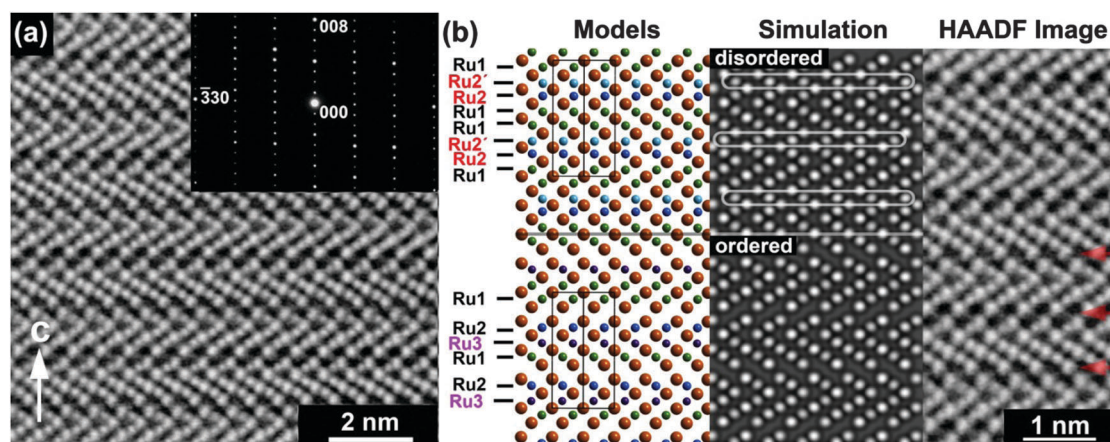 (a)
008
3̄30
000
C
2 nm
(b) Models Simulation HAADF Image
Ru1
Ru2´
Ru2
Ru1
Ru1
Ru2´
Ru2
Ru1
disordered
ordered
Ru1
Ru2
Ru3
Ru1
Ru2
Ru3
1 nm